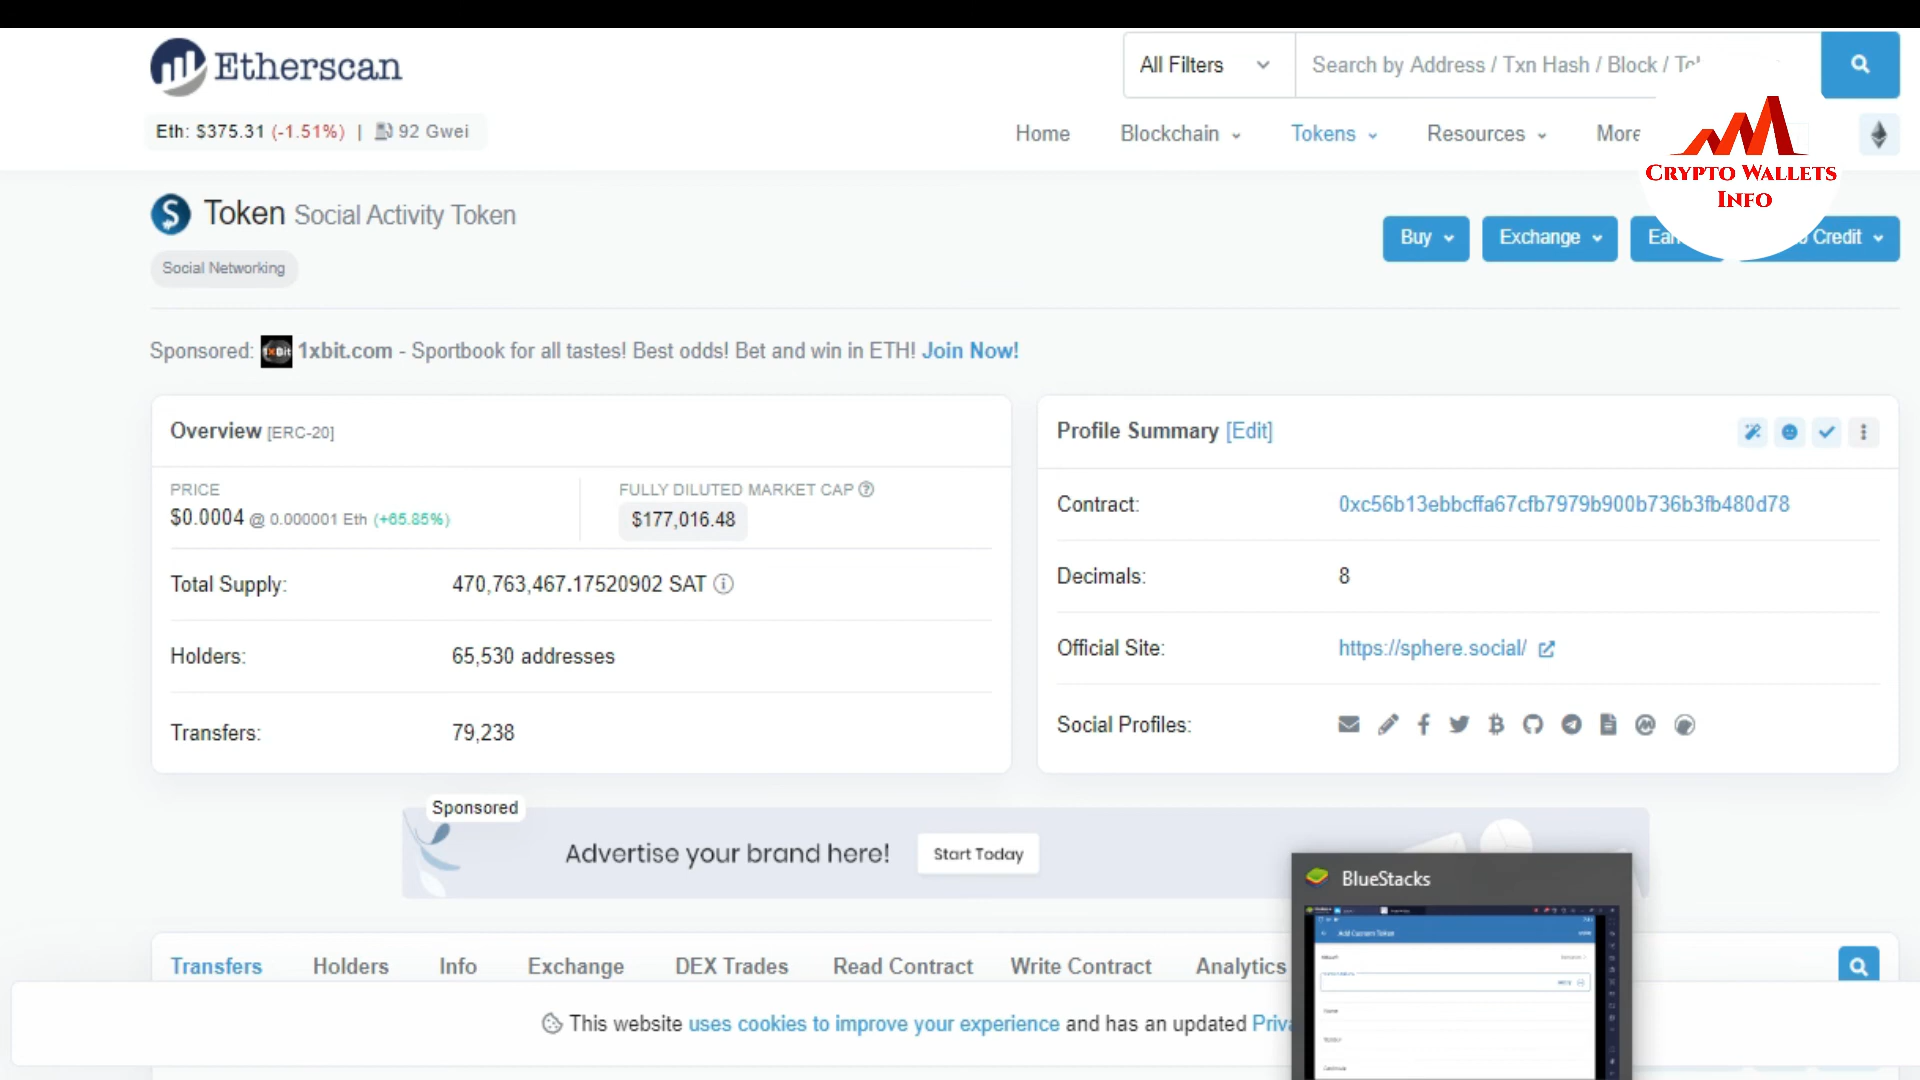 Etherscan
All Filters
Search by Address / Txn Hash / Block /
Eth: $375.31 (-1.51%) | 92 Gwei
Home
Blockchain
Tokens
Resources
More
CRYPTO WALLETS
INFO
Token Social Activity Token
Social Networking
Buy
Exchange
Credit
Sponsored: 1xBit 1xbit.com - Sportbook for all tastes! Best odds! Bet and win in ETH! Join Now!
Overview [ERC-20]
PRICE
$0.0004 @ 0.000001 Eth (+65.85%)
FULLY DILUTED MARKET CAP
$177,016.48
Total Supply:
470,763,467.17520902 SAT
Holders:
65,530 addresses
Transfers:
79,238
Profile Summary [Edit]
Contract:
0xc56b13ebbcffa67cfb7979b900b736b3fb480d78
Decimals:
8
Official Site:
https://sphere.social/
Social Profiles:
Sponsored
Advertise your brand here!
Start Today
BlueStacks
Add Custom Token
Transfers
Holders
Info
Exchange
DEX Trades
Read Contract
Write Contract
Analytics
This website uses cookies to improve your experience and has an updated